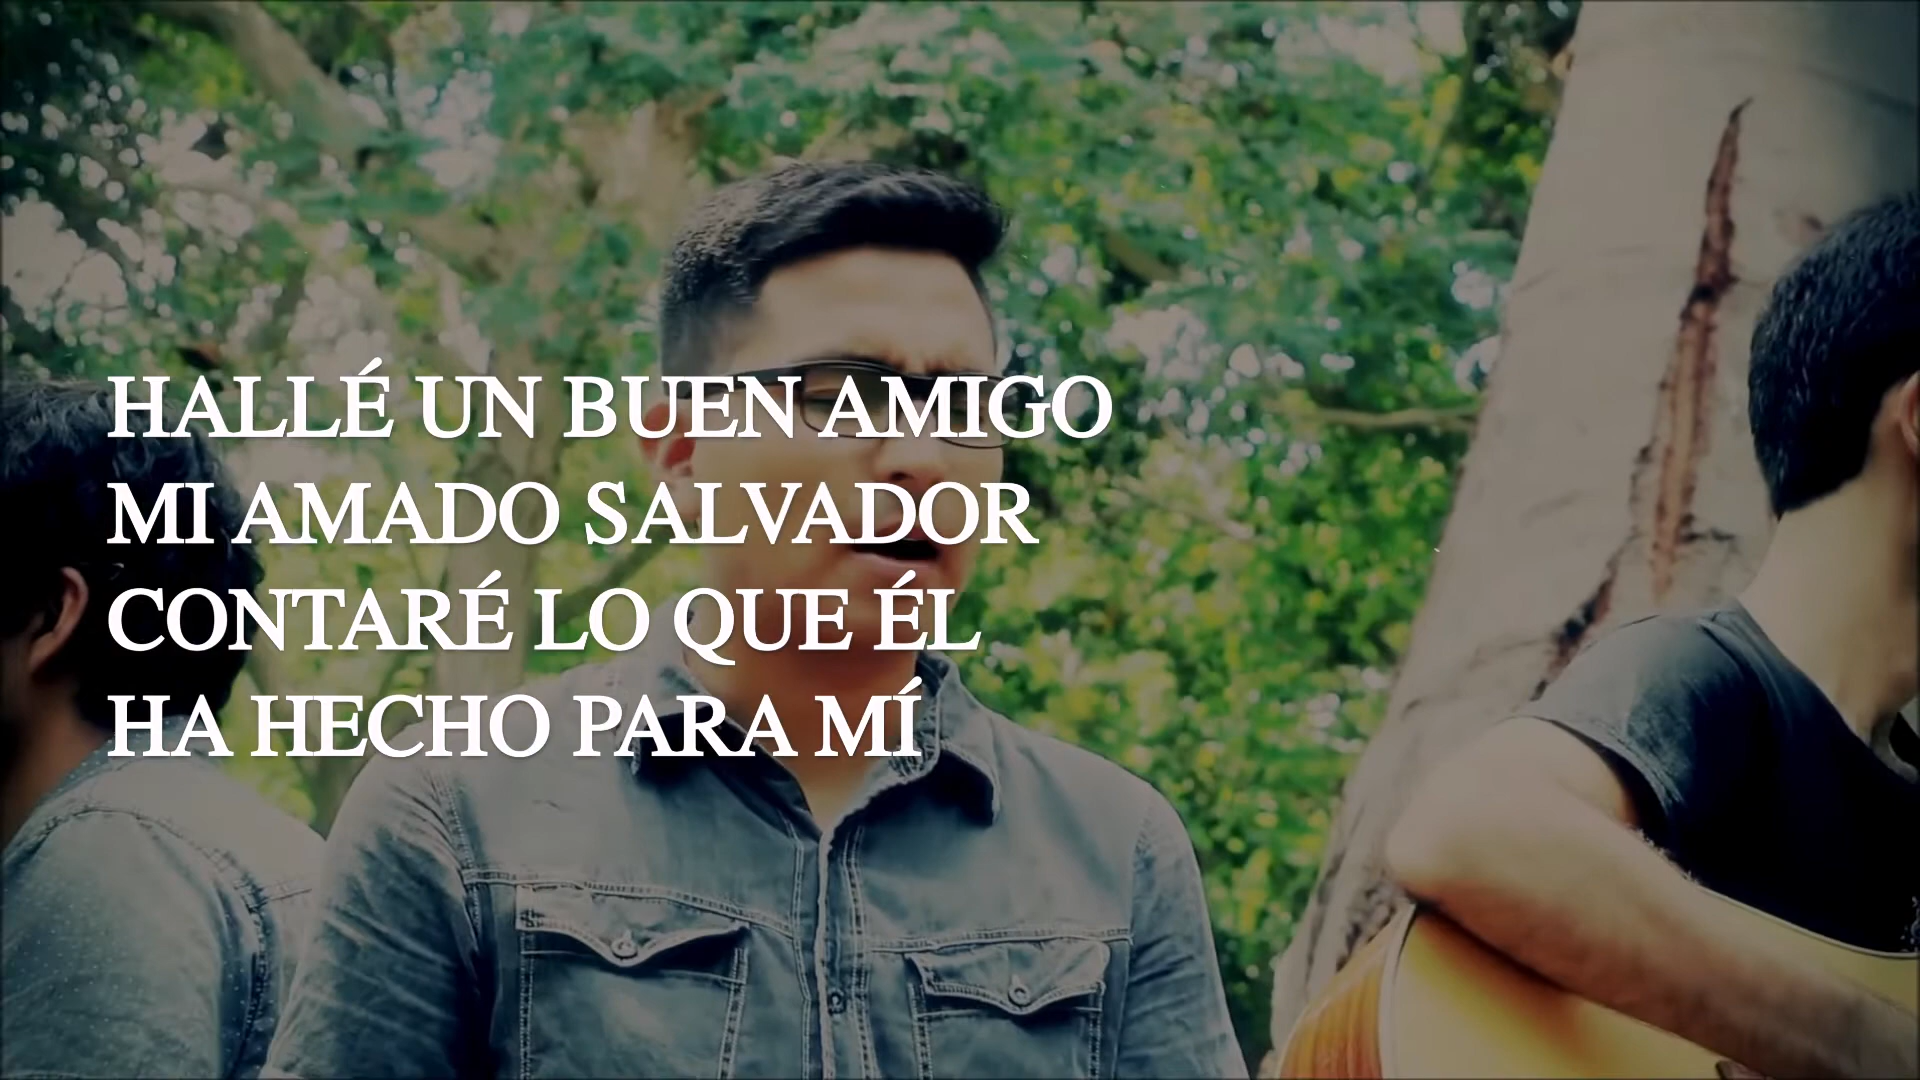 HALLÉ UN BUEN AMIGO
MI AMADO SALVADOR
CONTARÉ LO QUE ÉL
HA HECHO PARA MÍ